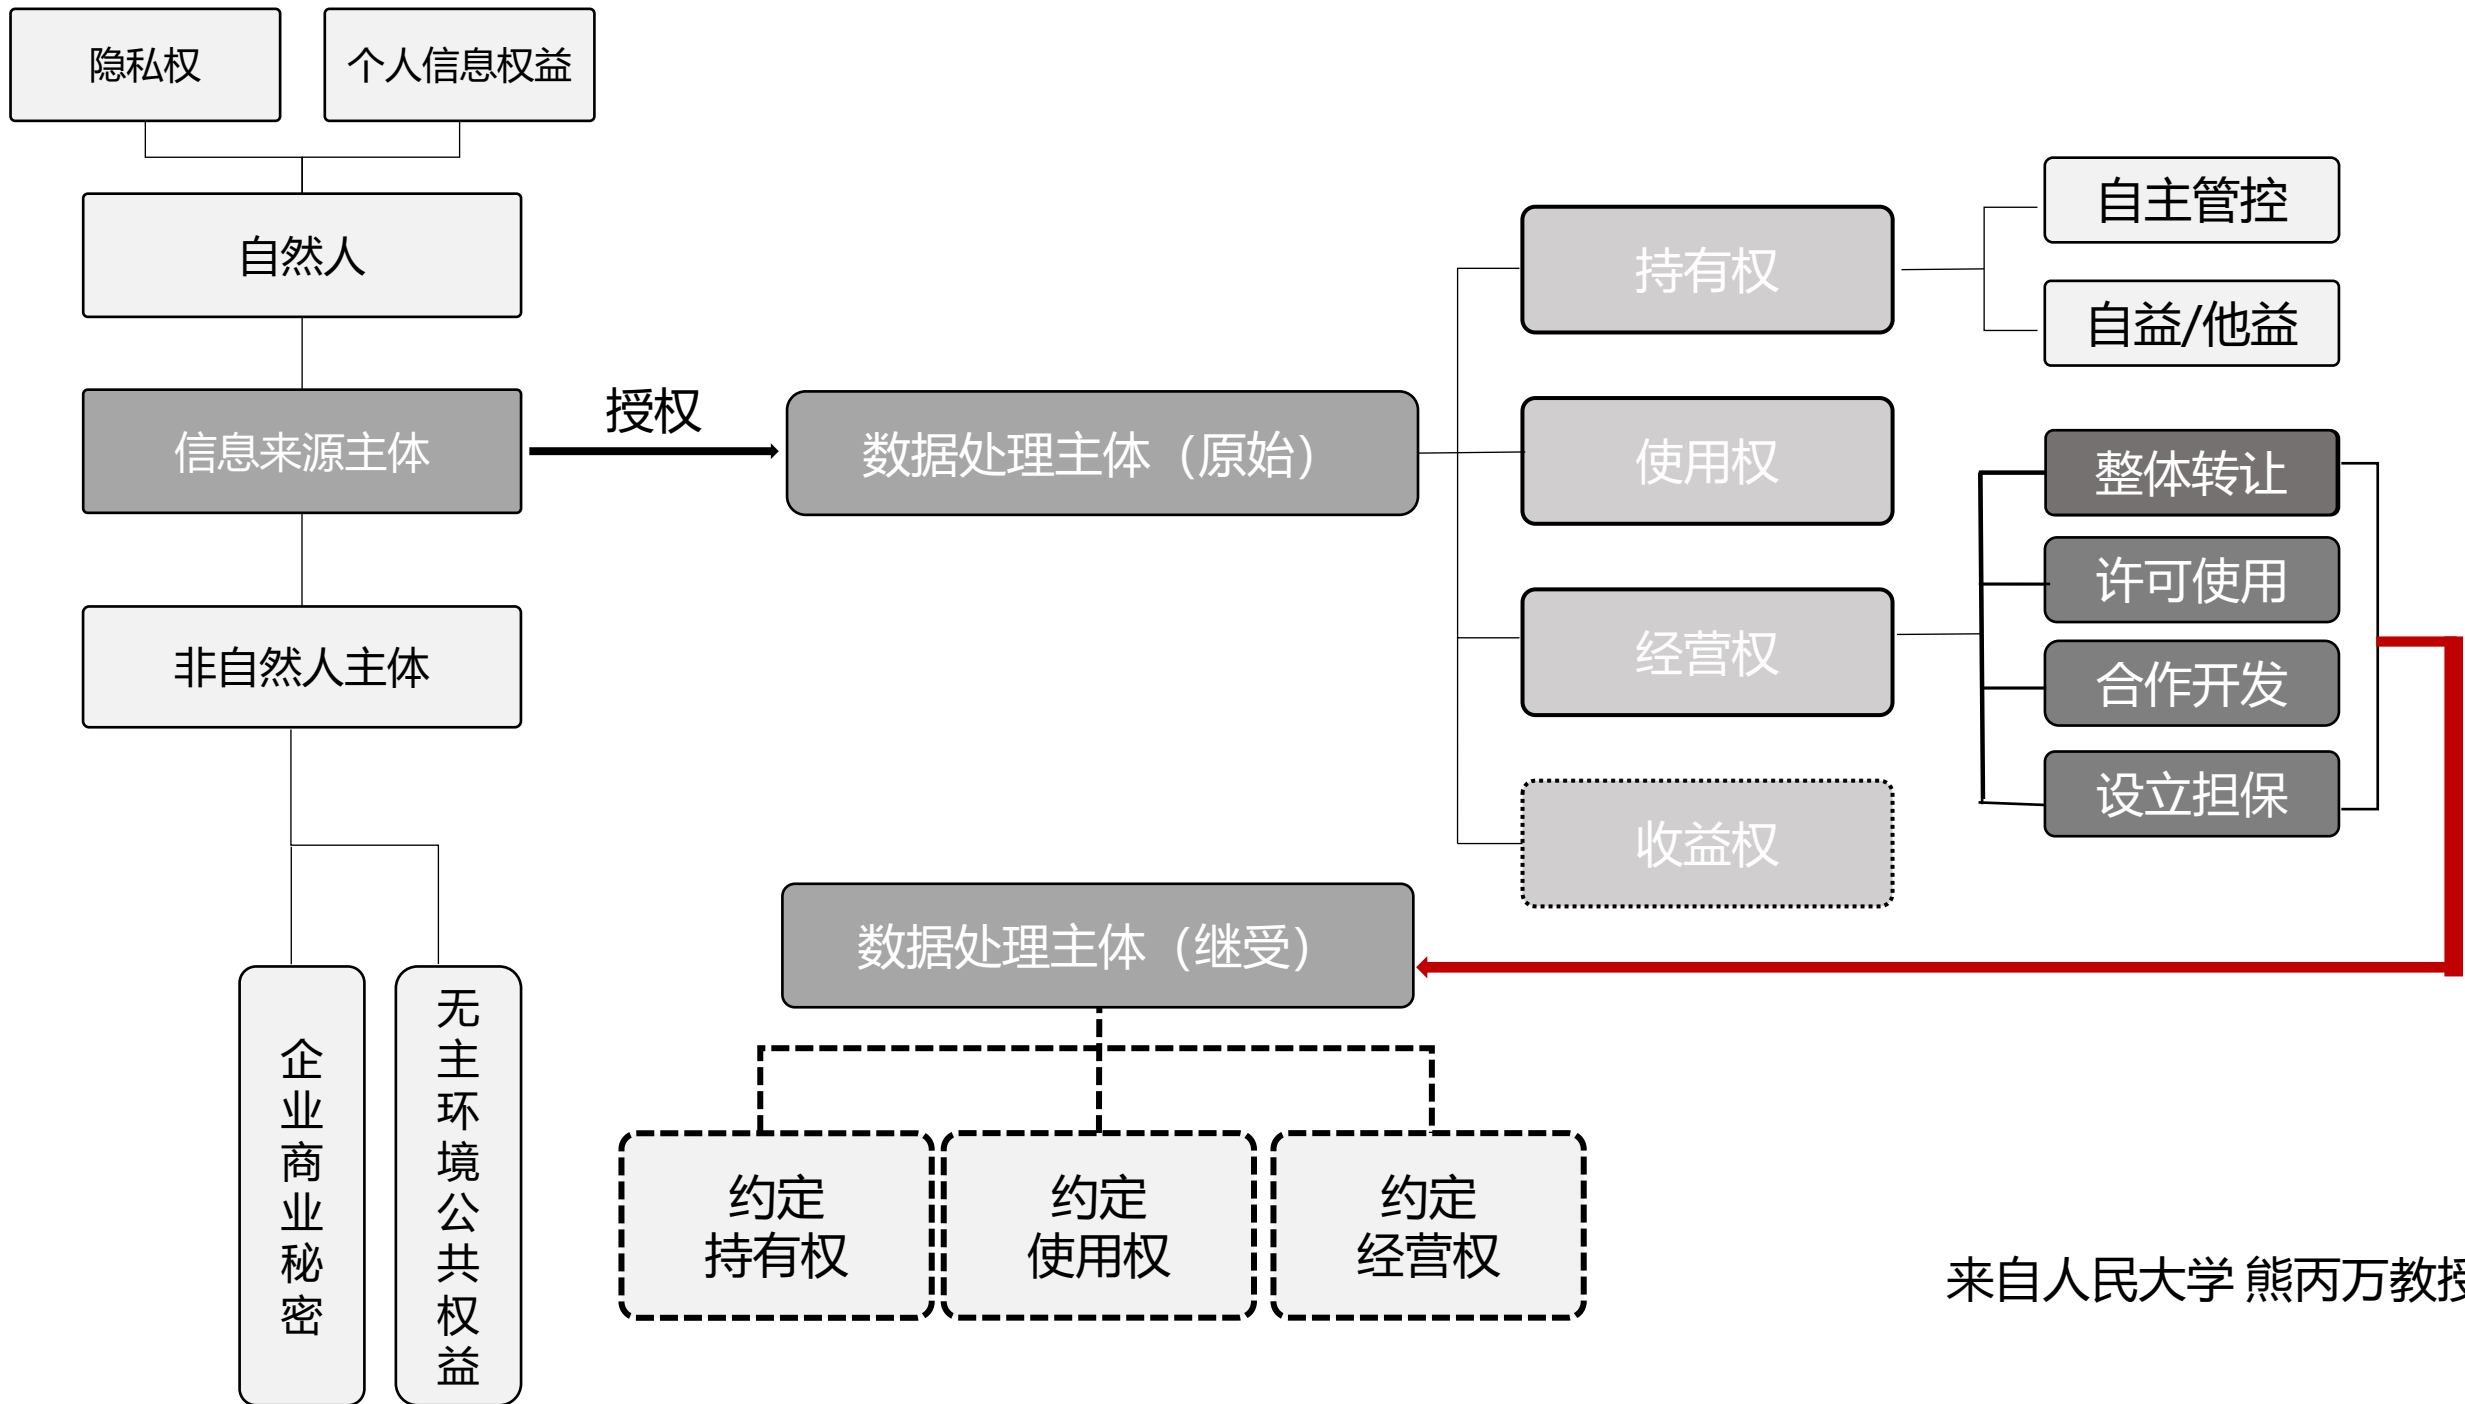 隐私权
个人信息权益
自然人
信息来源主体
非自然人主体
企业商业秘密
无主环境公共权益
授权
数据处理主体（原始）
持有权
使用权
经营权
收益权
自主管控
自益/他益
整体转让
许可使用
合作开发
设立担保
数据处理主体（继受）
约定
持有权
约定
使用权
约定
经营权
来自人民大学 熊丙万教授